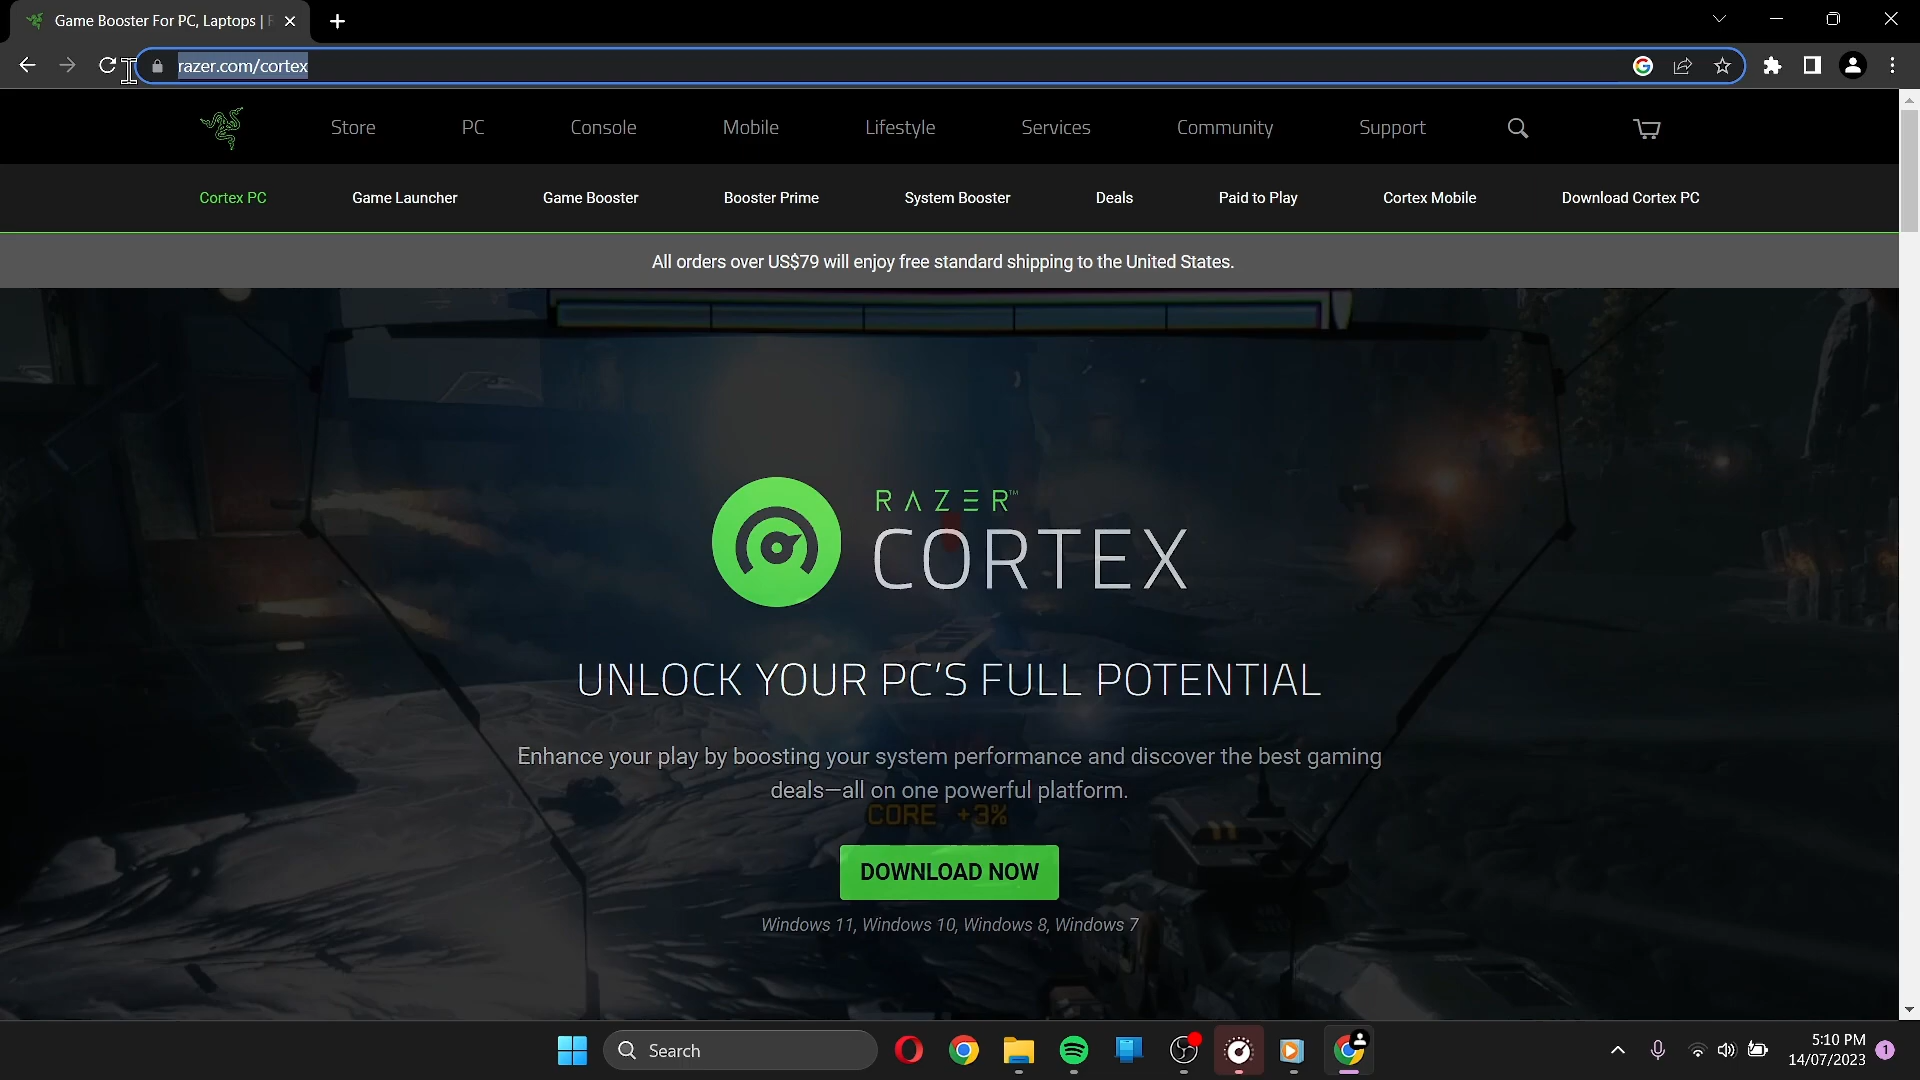 Game Booster For PC, Laptops |
razer.com/cortex
Store PC Console Mobile Lifestyle Services Community Support
Cortex PC Game Launcher Game Booster Booster Prime System Booster Deals Paid to Play Cortex Mobile Download Cortex PC
All orders over US$79 will enjoy free standard shipping to the United States.
RAZER™
CORTEX
UNLOCK YOUR PC'S FULL POTENTIAL
Enhance your play by boosting your system performance and discover the best gaming
deals—all on one powerful platform.
CORE +3%
DOWNLOAD NOW
Windows 11, Windows 10, Windows 8, Windows 7
Search
5:10 PM
14/07/2023
1